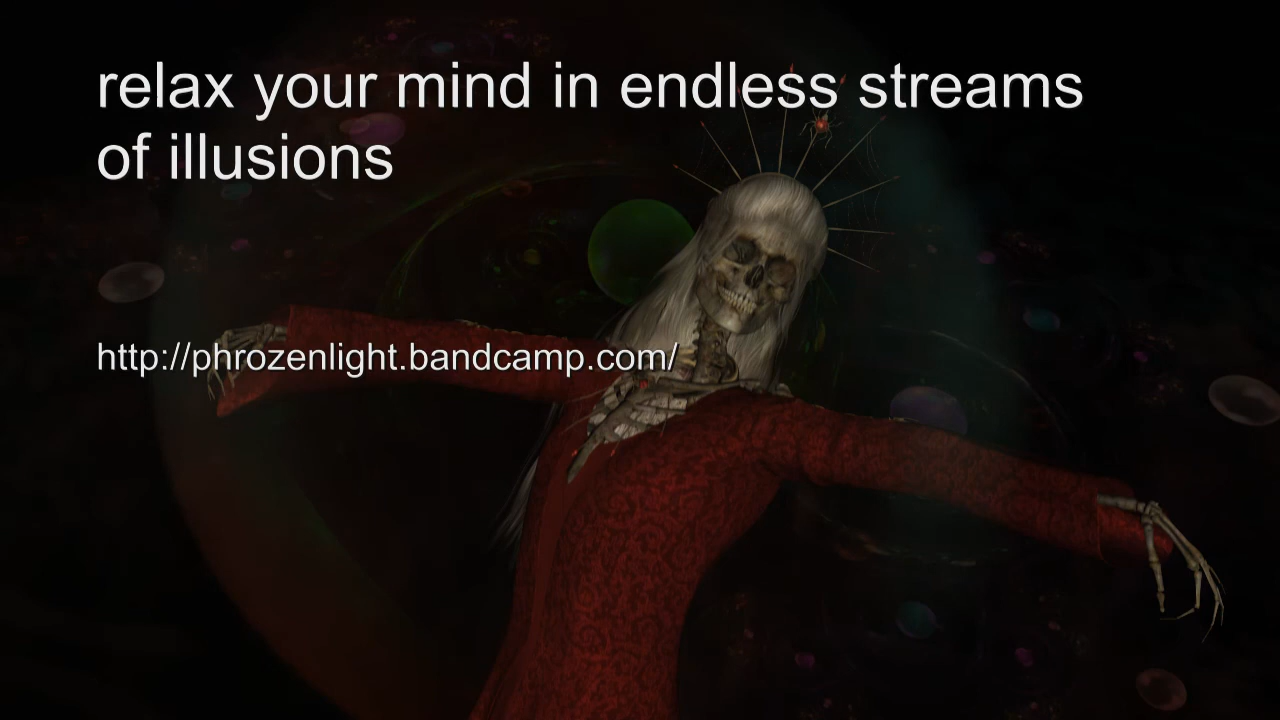 relax your mind in endless streams
of illusions
http://phrozenlight.bandcamp.com/